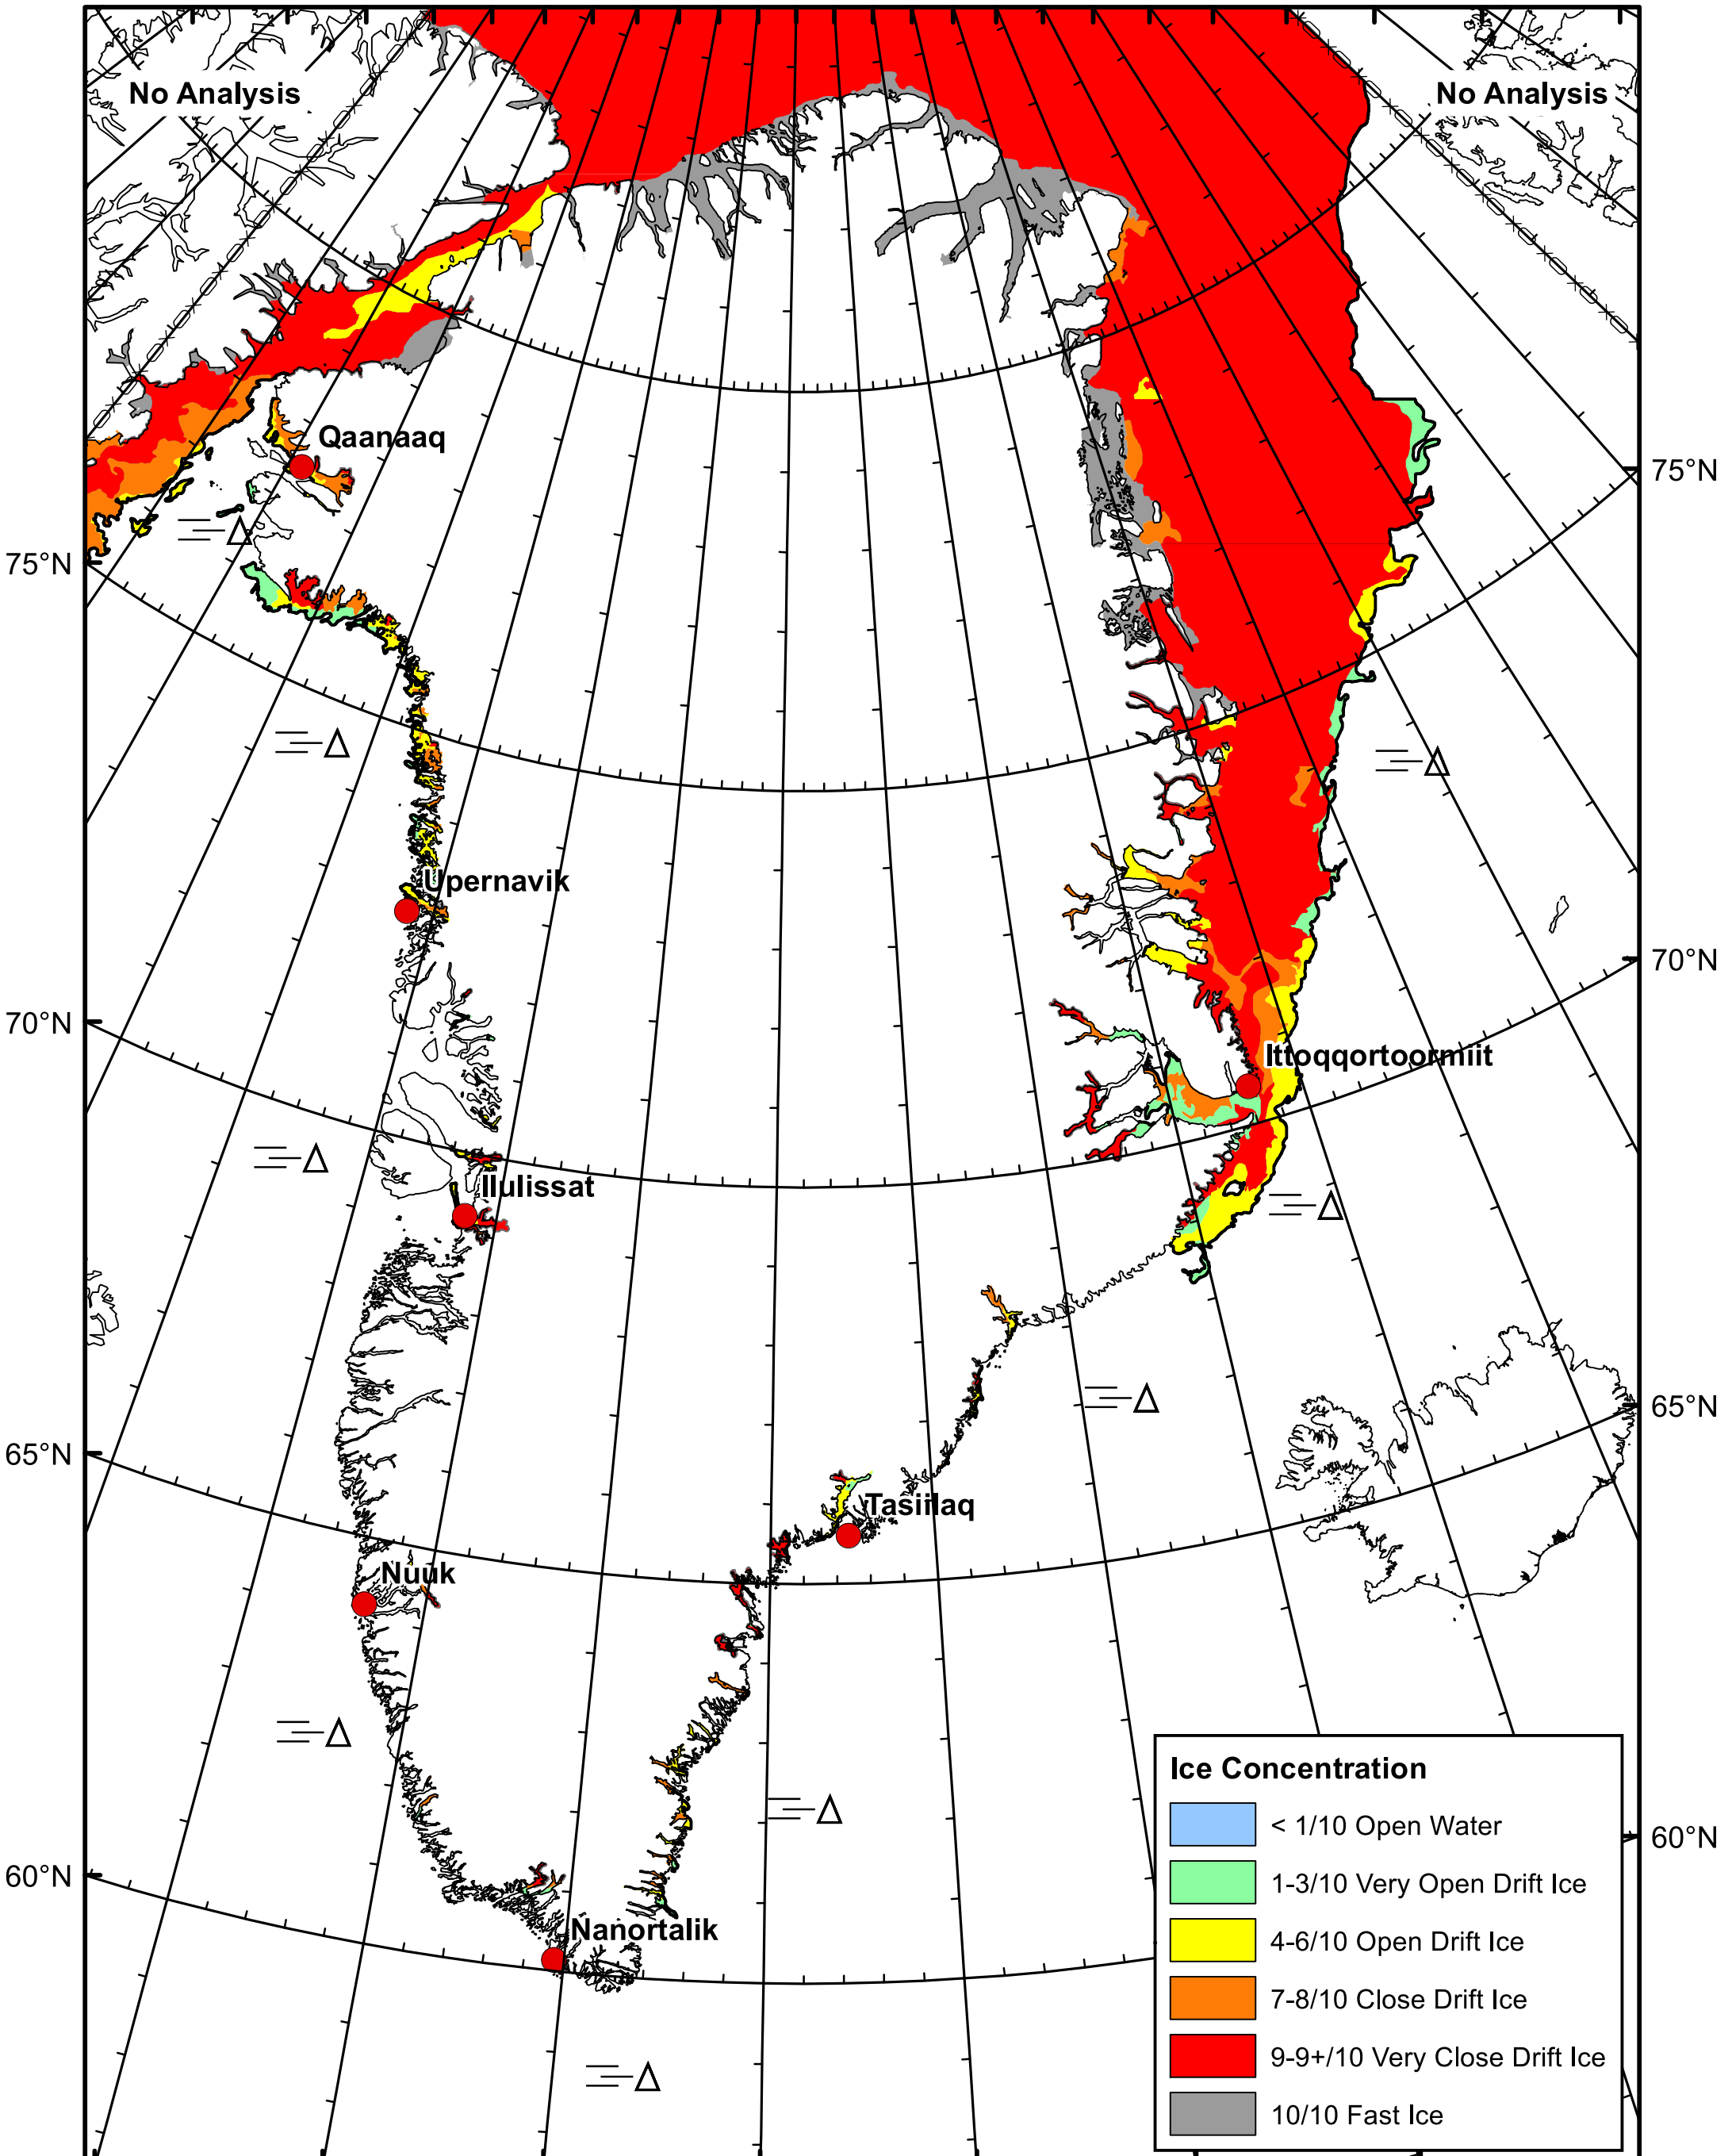 No Analysis
No Analysis
Qaanaaq
75°N
75°N
Upernavik
70°N
70°N
Ittoqqortoormiit
Ilulissat
65°N
65°N
Tasiilaq
Nuuk
60°N
60°N
Nanortalik
Ice Concentration
< 1/10 Open Water
1-3/10 Very Open Drift Ice
4-6/10 Open Drift Ice
7-8/10 Close Drift Ice
9-9+/10 Very Close Drift Ice
10/10 Fast Ice